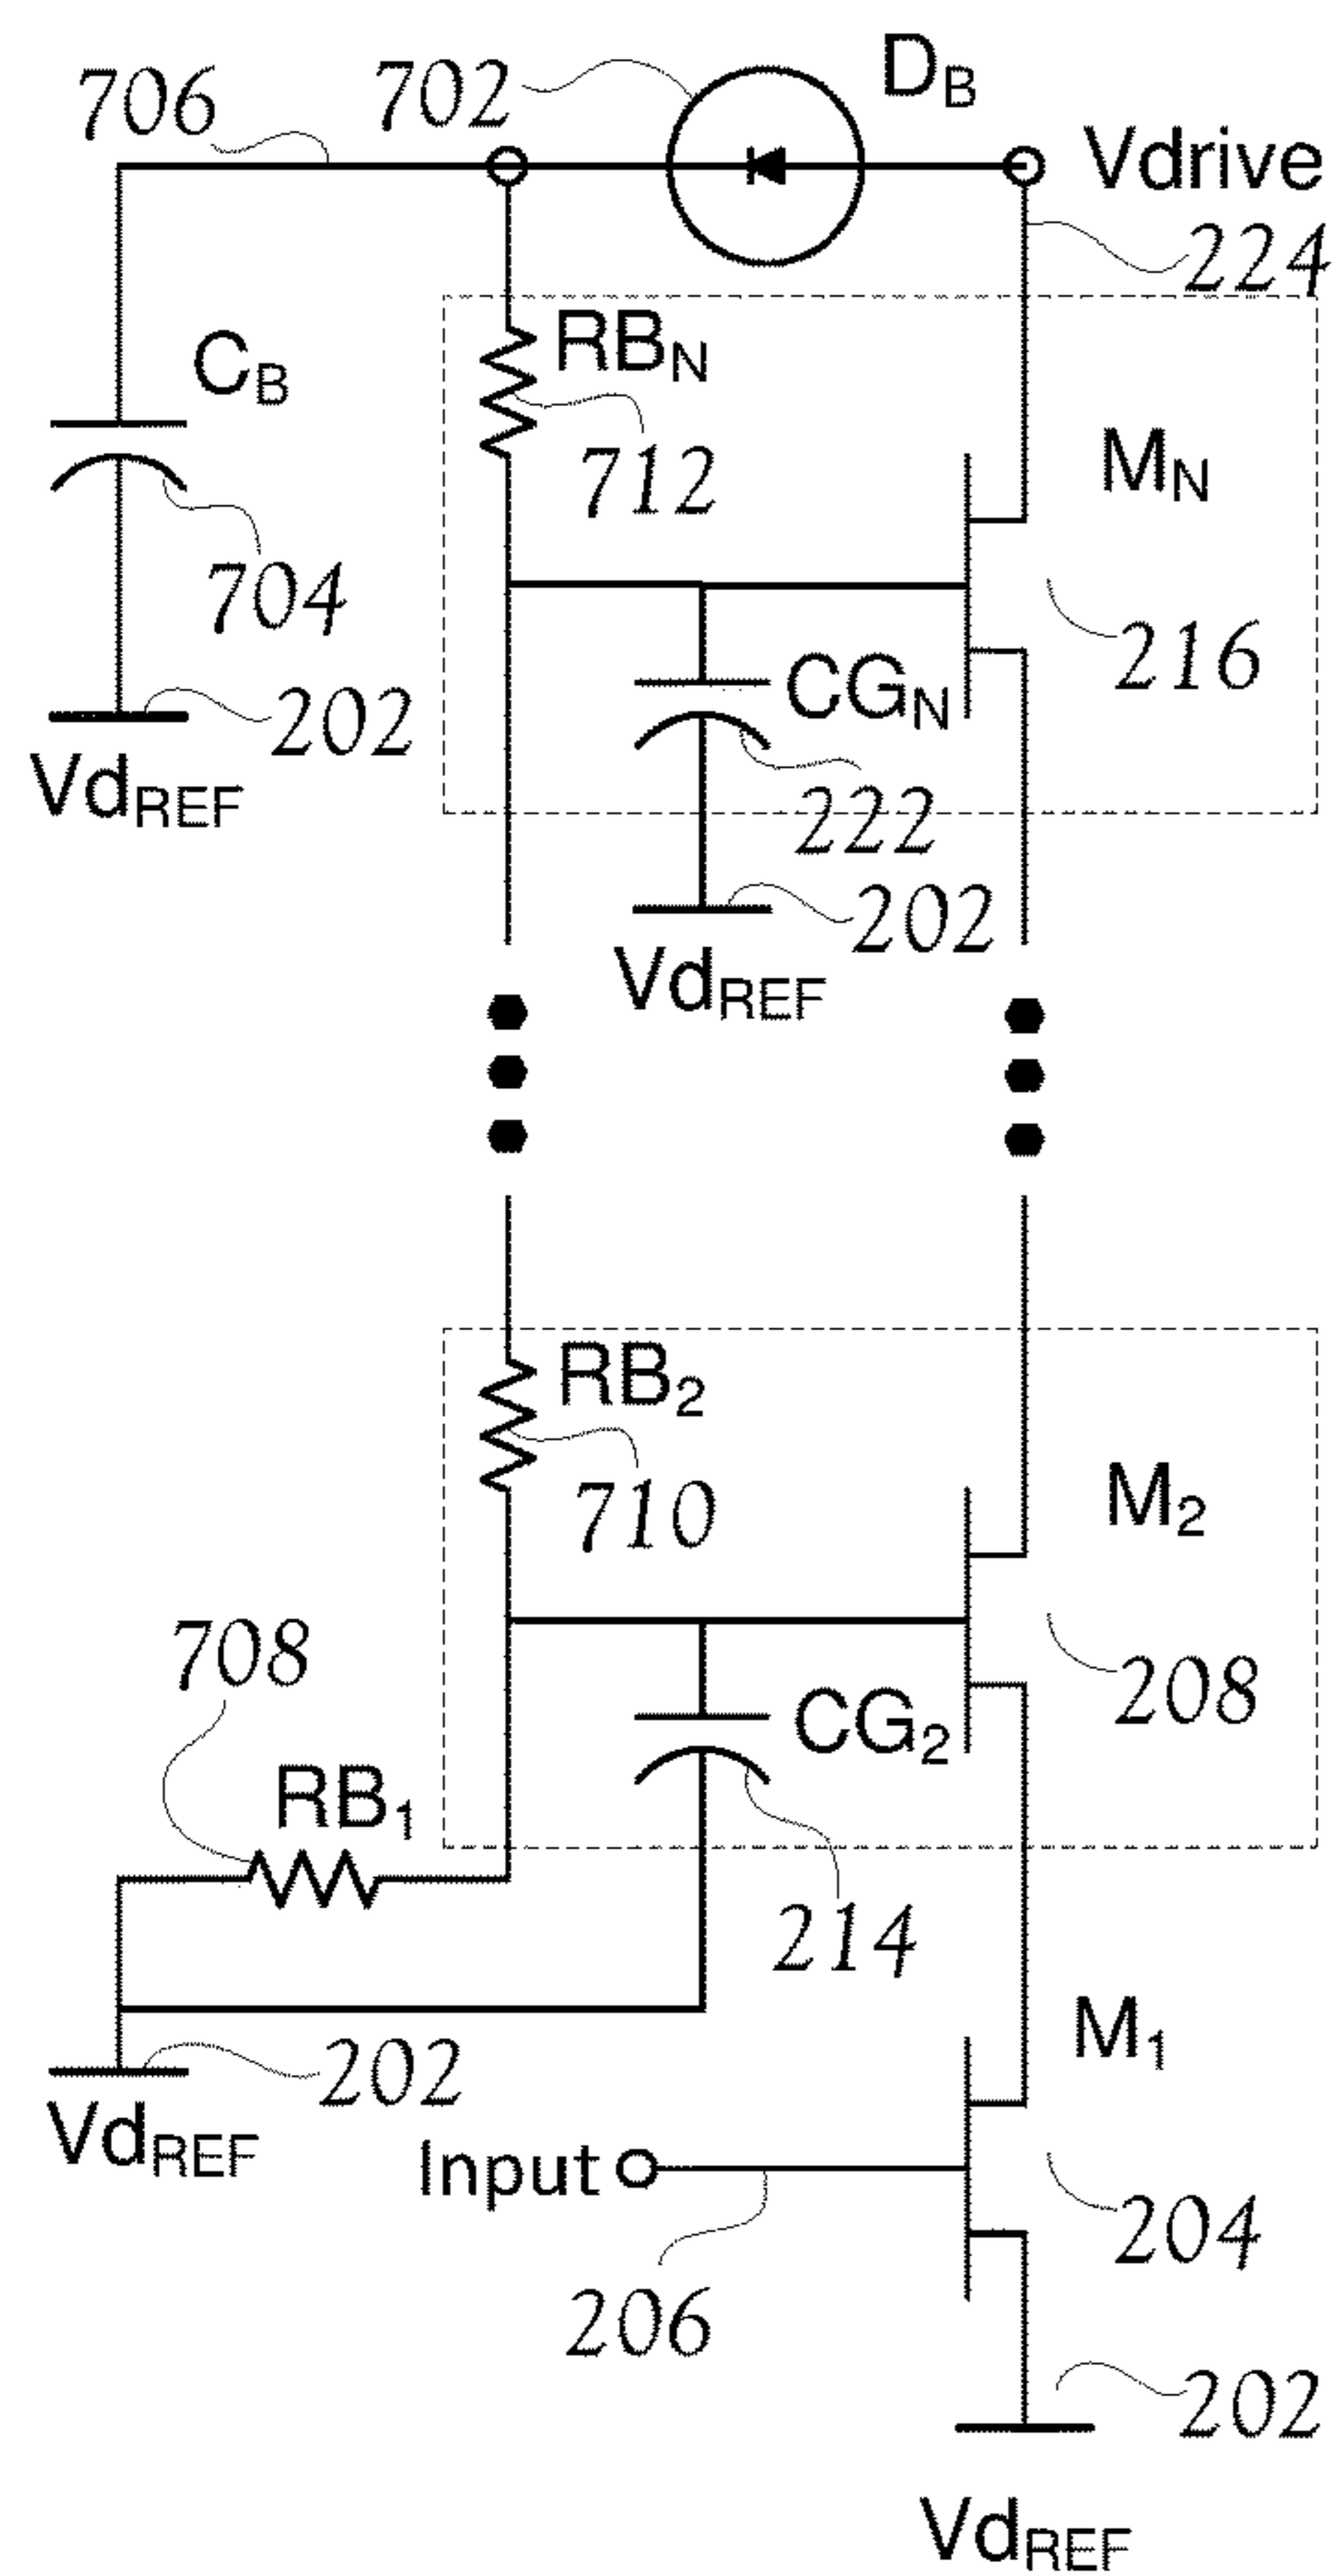 D_B
706
702
Vdrive
224
RB_N
C_B
M_N
712
704
216
CG_N
202
Vd_REF
222
202
Vd_REF
RB_2
M_2
710
708
208
CG_2
RB_1
214
M_1
202
Vd_REF
Input
204
206
202
Vd_REF